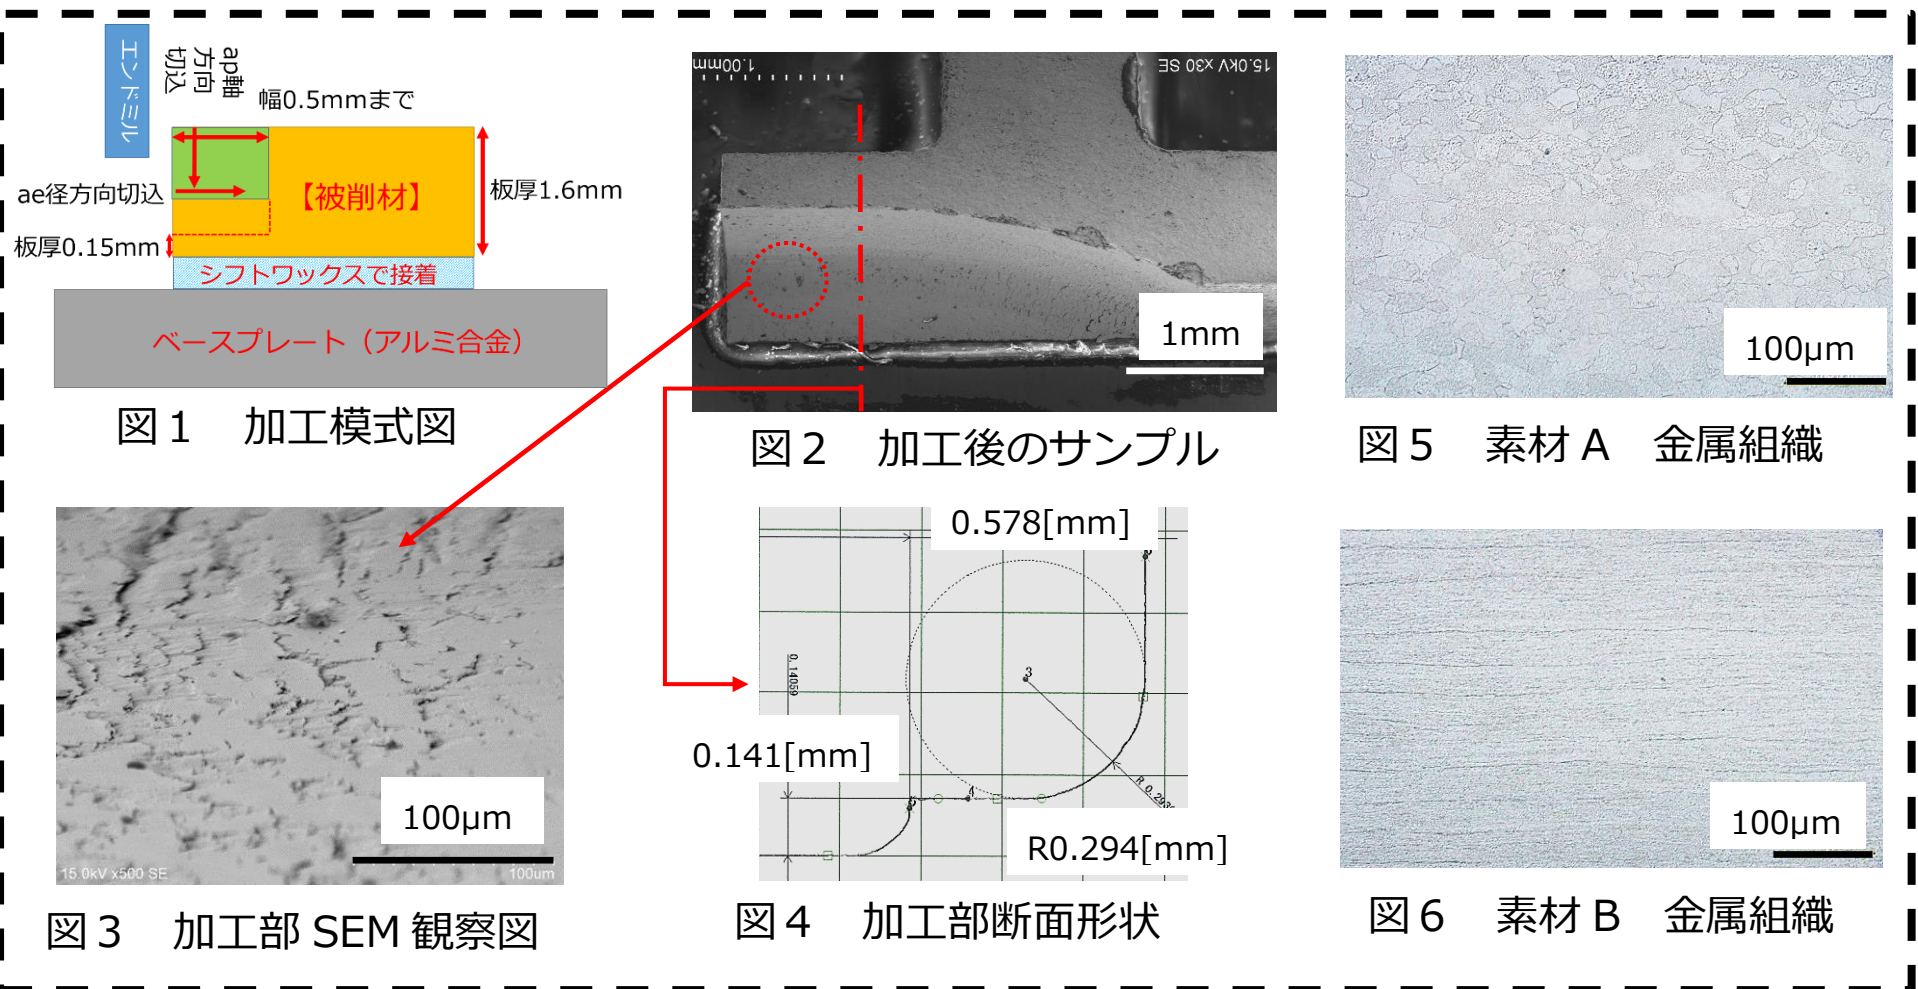 エンドミル
ap軸
方向
切込
幅0.5mmまで
ae径方向切込
【被削材】
板厚1.6mm
板厚0.15mm
シフトワックスで接着
ベースプレート（アルミ合金）
図１　加工模式図
15.0kV x30 SE
1.00mm
1mm
図２　加工後のサンプル
100μm
図５　素材 A　金属組織
100μm
15.0kV x500 SE
100um
図３　加工部 SEM 観察図
0.578[mm]
3
0.14059
0.141[mm]
4
R0.294[mm]
図４　加工部断面形状
100μm
図６　素材 B　金属組織